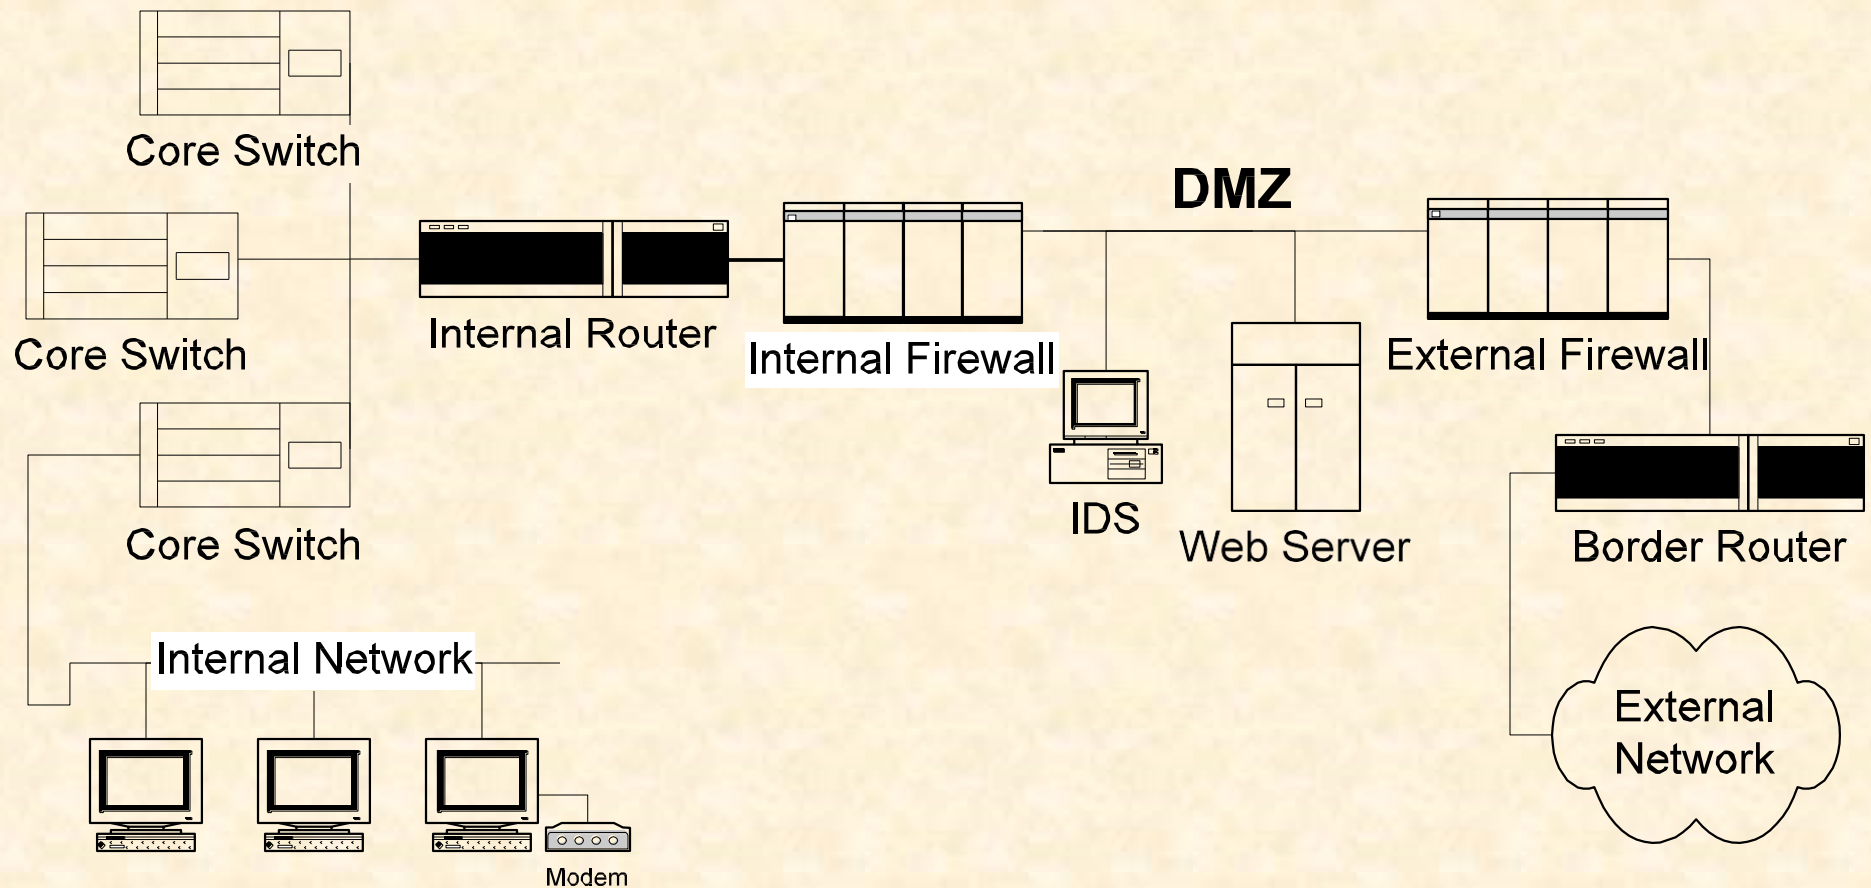 Core Switch
DMZ
Core Switch
Internal Router
Internal Firewall
External Firewall
Core Switch
IDS
Web Server
Border Router
Internal Network
External
Network
Modem